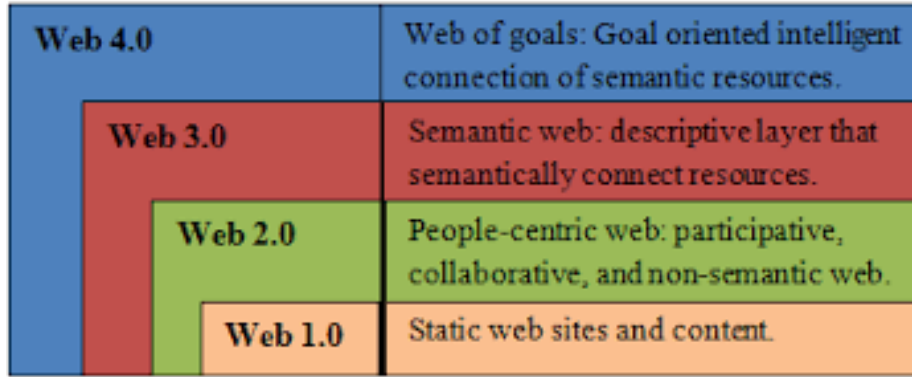 Web 4.0
Web of goals: Goal oriented intelligent
connection of semantic resources.
Web 3.0
Semantic web: descriptive layer that
semantically connect resources.
Web 2.0
People-centric web: participative,
collaborative, and non-semantic web.
Web 1.0
Static web sites and content.